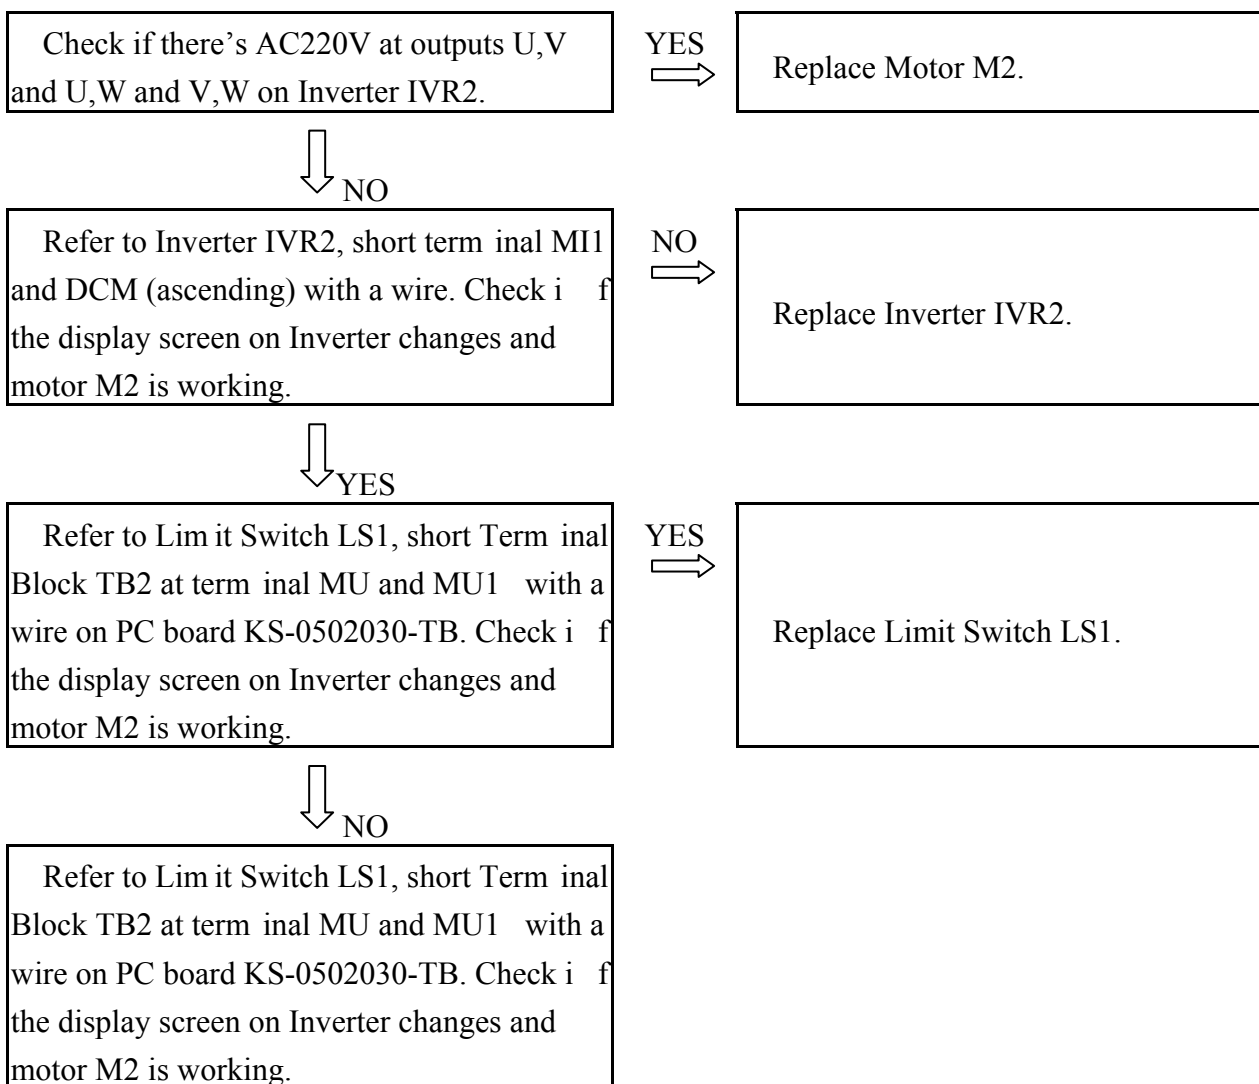 Check if there’s AC220V at outputs U,V
and U,W and V,W on Inverter IVR2.
YES
Replace Motor M2.
NO
Refer to Inverter IVR2, short term inal MI1
and DCM (ascending) with a wire. Check i f
the display screen on Inverter changes and
motor M2 is working.
NO
Replace Inverter IVR2.
YES
Refer to Lim it Switch LS1, short Term inal
Block TB2 at term inal MU and MU1 with a
wire on PC board KS-0502030-TB. Check i f
the display screen on Inverter changes and
motor M2 is working.
YES
Replace Limit Switch LS1.
NO
Refer to Lim it Switch LS1, short Term inal
Block TB2 at term inal MU and MU1 with a
wire on PC board KS-0502030-TB. Check i f
the display screen on Inverter changes and
motor M2 is working.